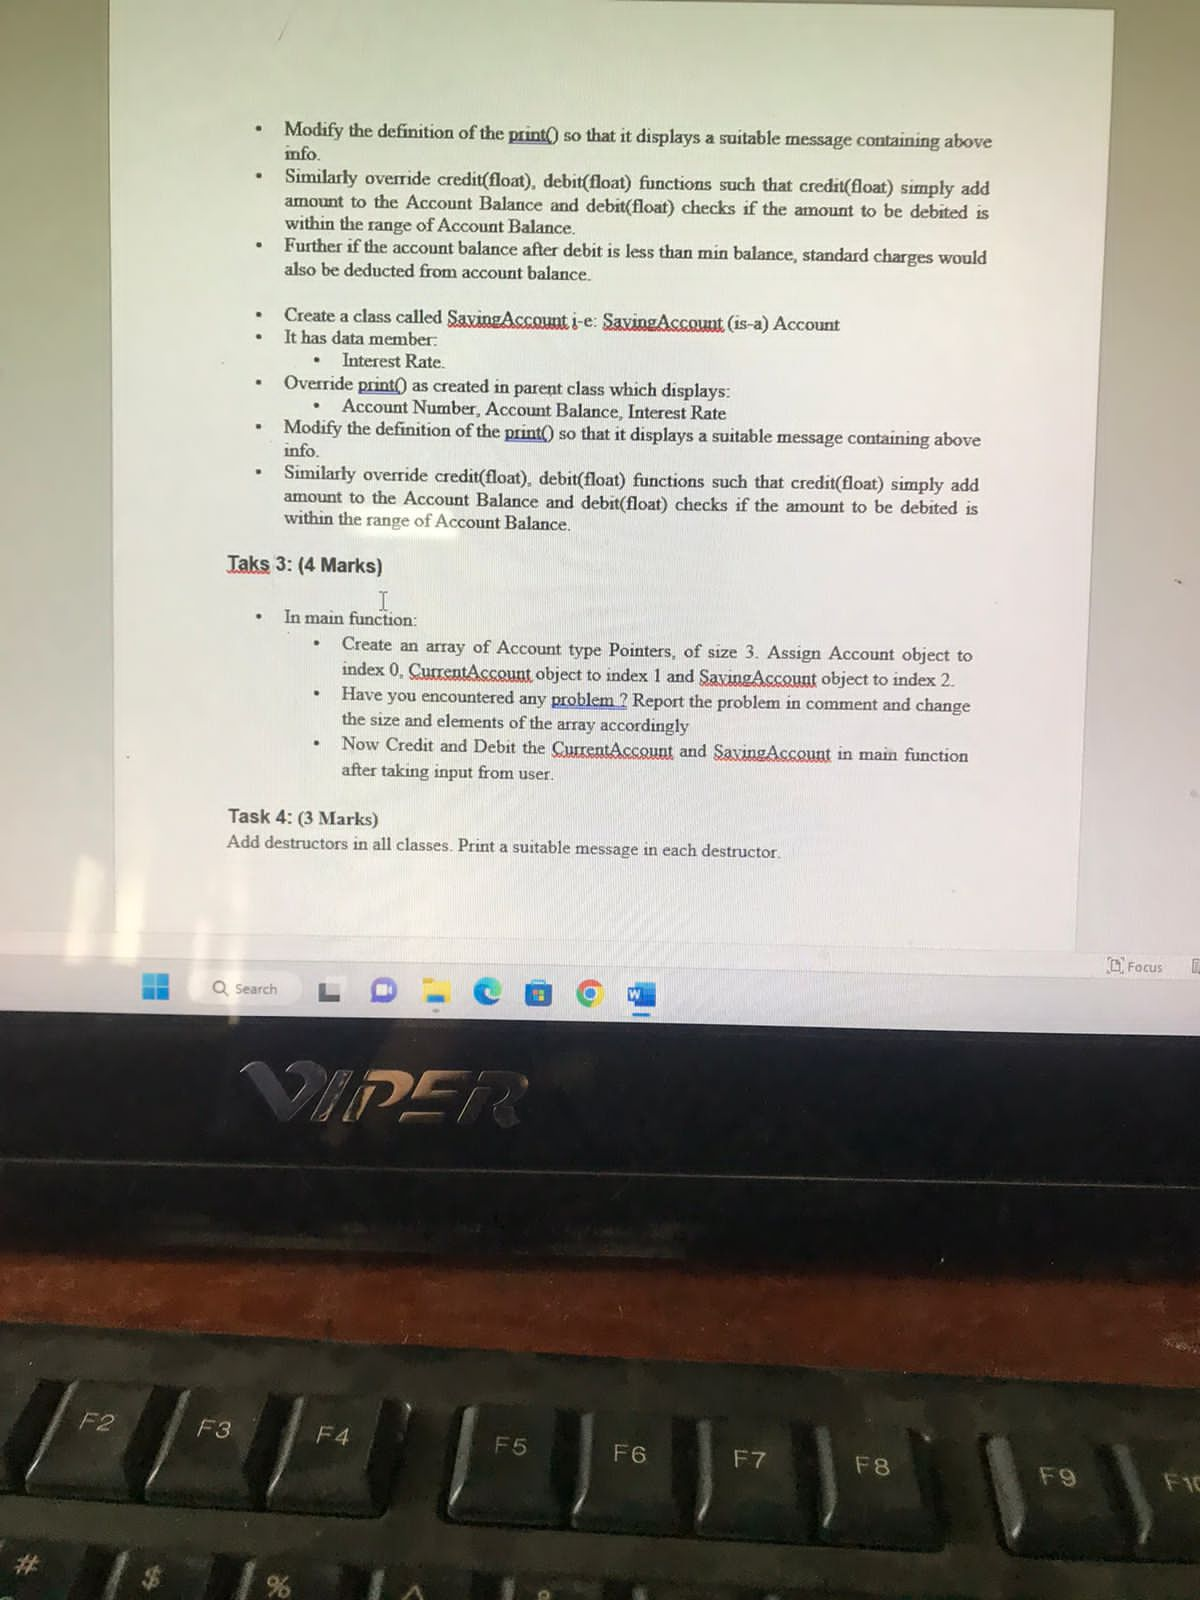 • Modify the definition of the print() so that it displays a suitable message containing above
info.
• Similarly override credit(float), debit(float) functions such that credit(float) simply add
amount to the Account Balance and debit(float) checks if the amount to be debited is
within the range of Account Balance.
• Further if the account balance after debit is less than min balance, standard charges would
also be deducted from account balance.
• Create a class called SavingAccount i-e: SavingAccount (is-a) Account
• It has data member:
• Interest Rate.
• Override print() as created in parent class which displays:
• Account Number, Account Balance, Interest Rate
• Modify the definition of the print() so that it displays a suitable message containing above
info.
• Similarly override credit(float), debit(float) functions such that credit(float) simply add
amount to the Account Balance and debit(float) checks if the amount to be debited is
within the range of Account Balance.
Taks 3: (4 Marks)
• In main function:
• Create an array of Account type Pointers, of size 3. Assign Account object to
index 0, CurrentAccount object to index 1 and SavingAccount object to index 2.
• Have you encountered any problem ? Report the problem in comment and change
the size and elements of the array accordingly
• Now Credit and Debit the CurrentAccount and SavingAccount in main function
after taking input from user.
Task 4: (3 Marks)
Add destructors in all classes. Print a suitable message in each destructor.
Focus
Search
W
VIPER
F2 F3 F4 F5 F6 F7 F8 F9 F10
# $ % ^